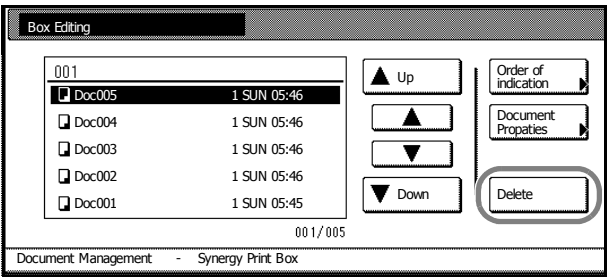 Box Editing
001
Doc005 1 SUN 05:46
Doc004 1 SUN 05:46
Doc003 1 SUN 05:46
Doc002 1 SUN 05:46
Doc001 1 SUN 05:45
001/005
Up
Down
Order of
indication
Document
Propaties
Delete
Document Management - Synergy Print Box